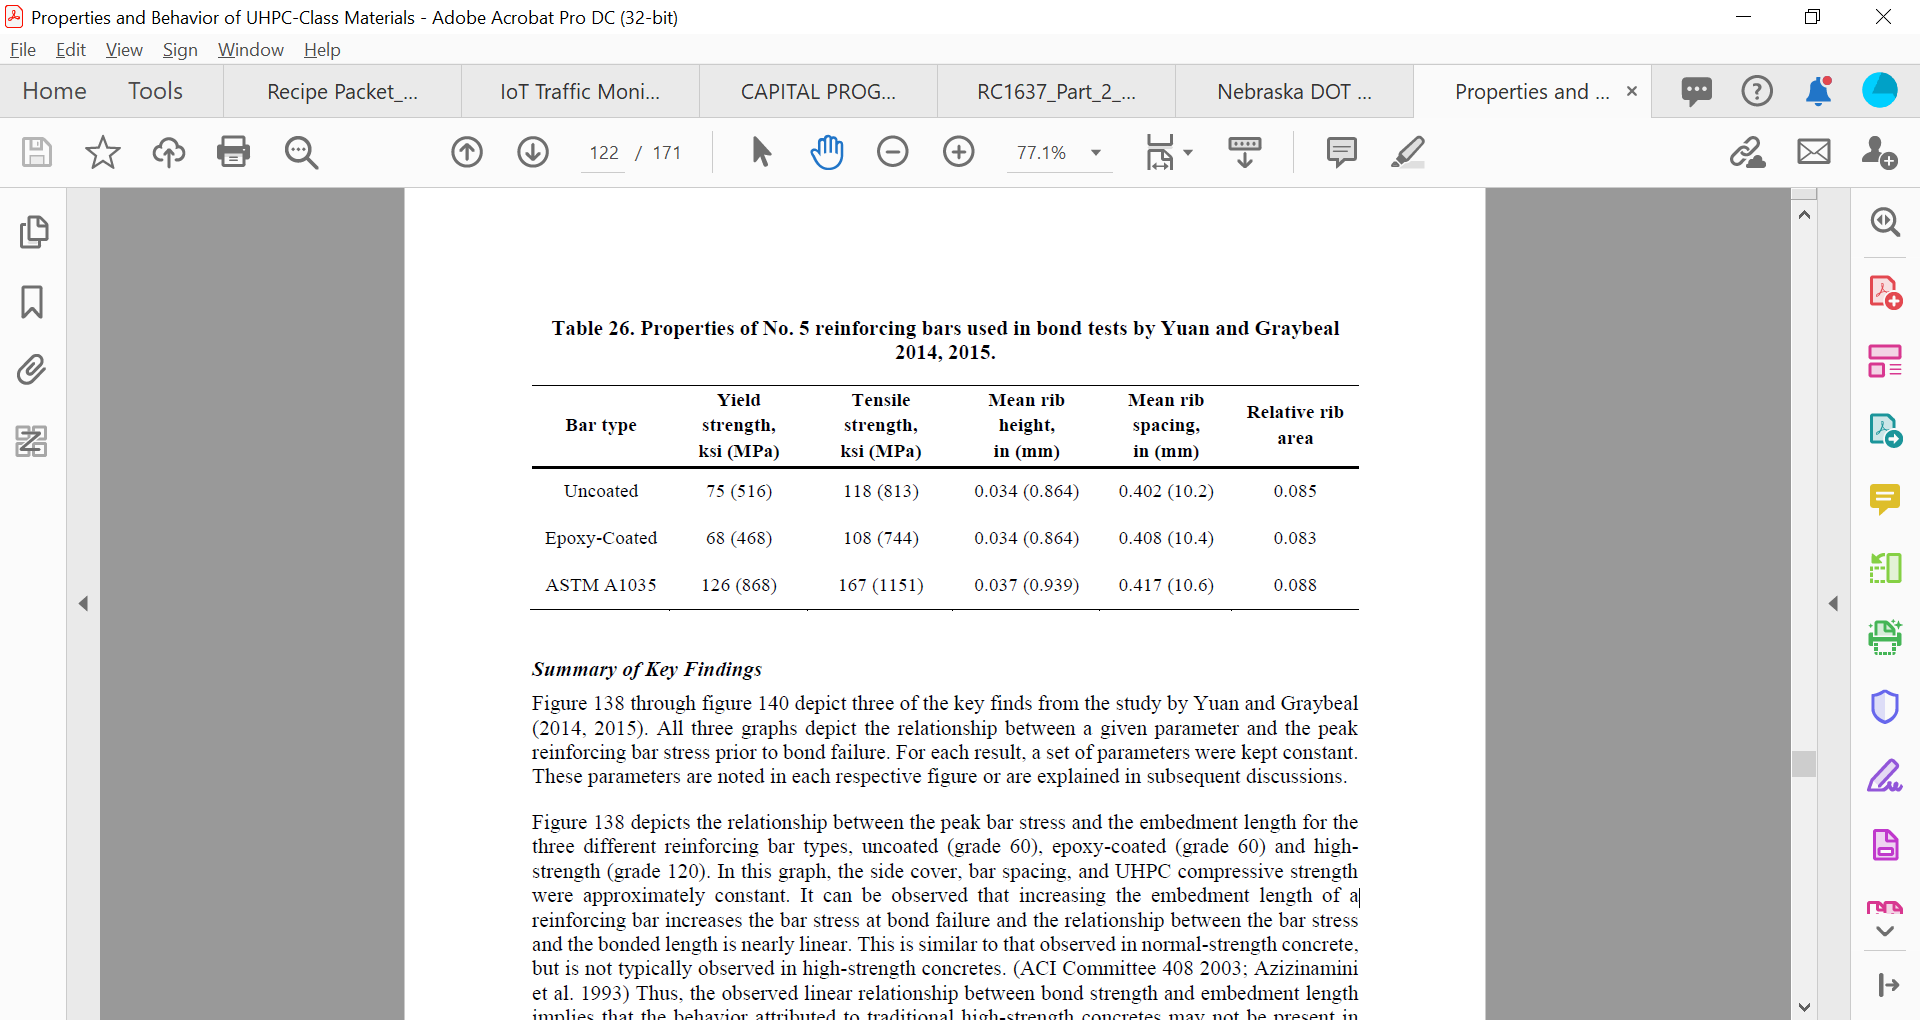 Properties and Behavior of UHPC-Class Materials - Adobe Acrobat Pro DC (32-bit)
File Edit View Sign Window Help
Home Tools Recipe Packet_... IoT Traffic Moni... CAPITAL PROG... RC1637_Part_2_... Nebraska DOT ... Properties and ... ×
122 / 171 77.1%
Table 26. Properties of No. 5 reinforcing bars used in bond tests by Yuan and Graybeal
2014, 2015.
Bar type
Yield
strength,
ksi (MPa)
Tensile
strength,
ksi (MPa)
Mean rib
height,
in (mm)
Mean rib
spacing,
in (mm)
Relative rib
area
Uncoated 75 (516) 118 (813) 0.034 (0.864) 0.402 (10.2) 0.085
Epoxy-Coated 68 (468) 108 (744) 0.034 (0.864) 0.408 (10.4) 0.083
ASTM A1035 126 (868) 167 (1151) 0.037 (0.939) 0.417 (10.6) 0.088
Summary of Key Findings
Figure 138 through figure 140 depict three of the key finds from the study by Yuan and Graybeal
(2014, 2015). All three graphs depict the relationship between a given parameter and the peak
reinforcing bar stress prior to bond failure. For each result, a set of parameters were kept constant.
These parameters are noted in each respective figure or are explained in subsequent discussions.
Figure 138 depicts the relationship between the peak bar stress and the embedment length for the
three different reinforcing bar types, uncoated (grade 60), epoxy-coated (grade 60) and high-
strength (grade 120). In this graph, the side cover, bar spacing, and UHPC compressive strength
were approximately constant. It can be observed that increasing the embedment length of a
reinforcing bar increases the bar stress at bond failure and the relationship between the bar stress
and the bonded length is nearly linear. This is similar to that observed in normal-strength concrete,
but is not typically observed in high-strength concretes. (ACI Committee 408 2003; Azizinamini
et al. 1993) Thus, the observed linear relationship between bond strength and embedment length
implies that the behavior attributed to traditional high-strength concretes may not be present in